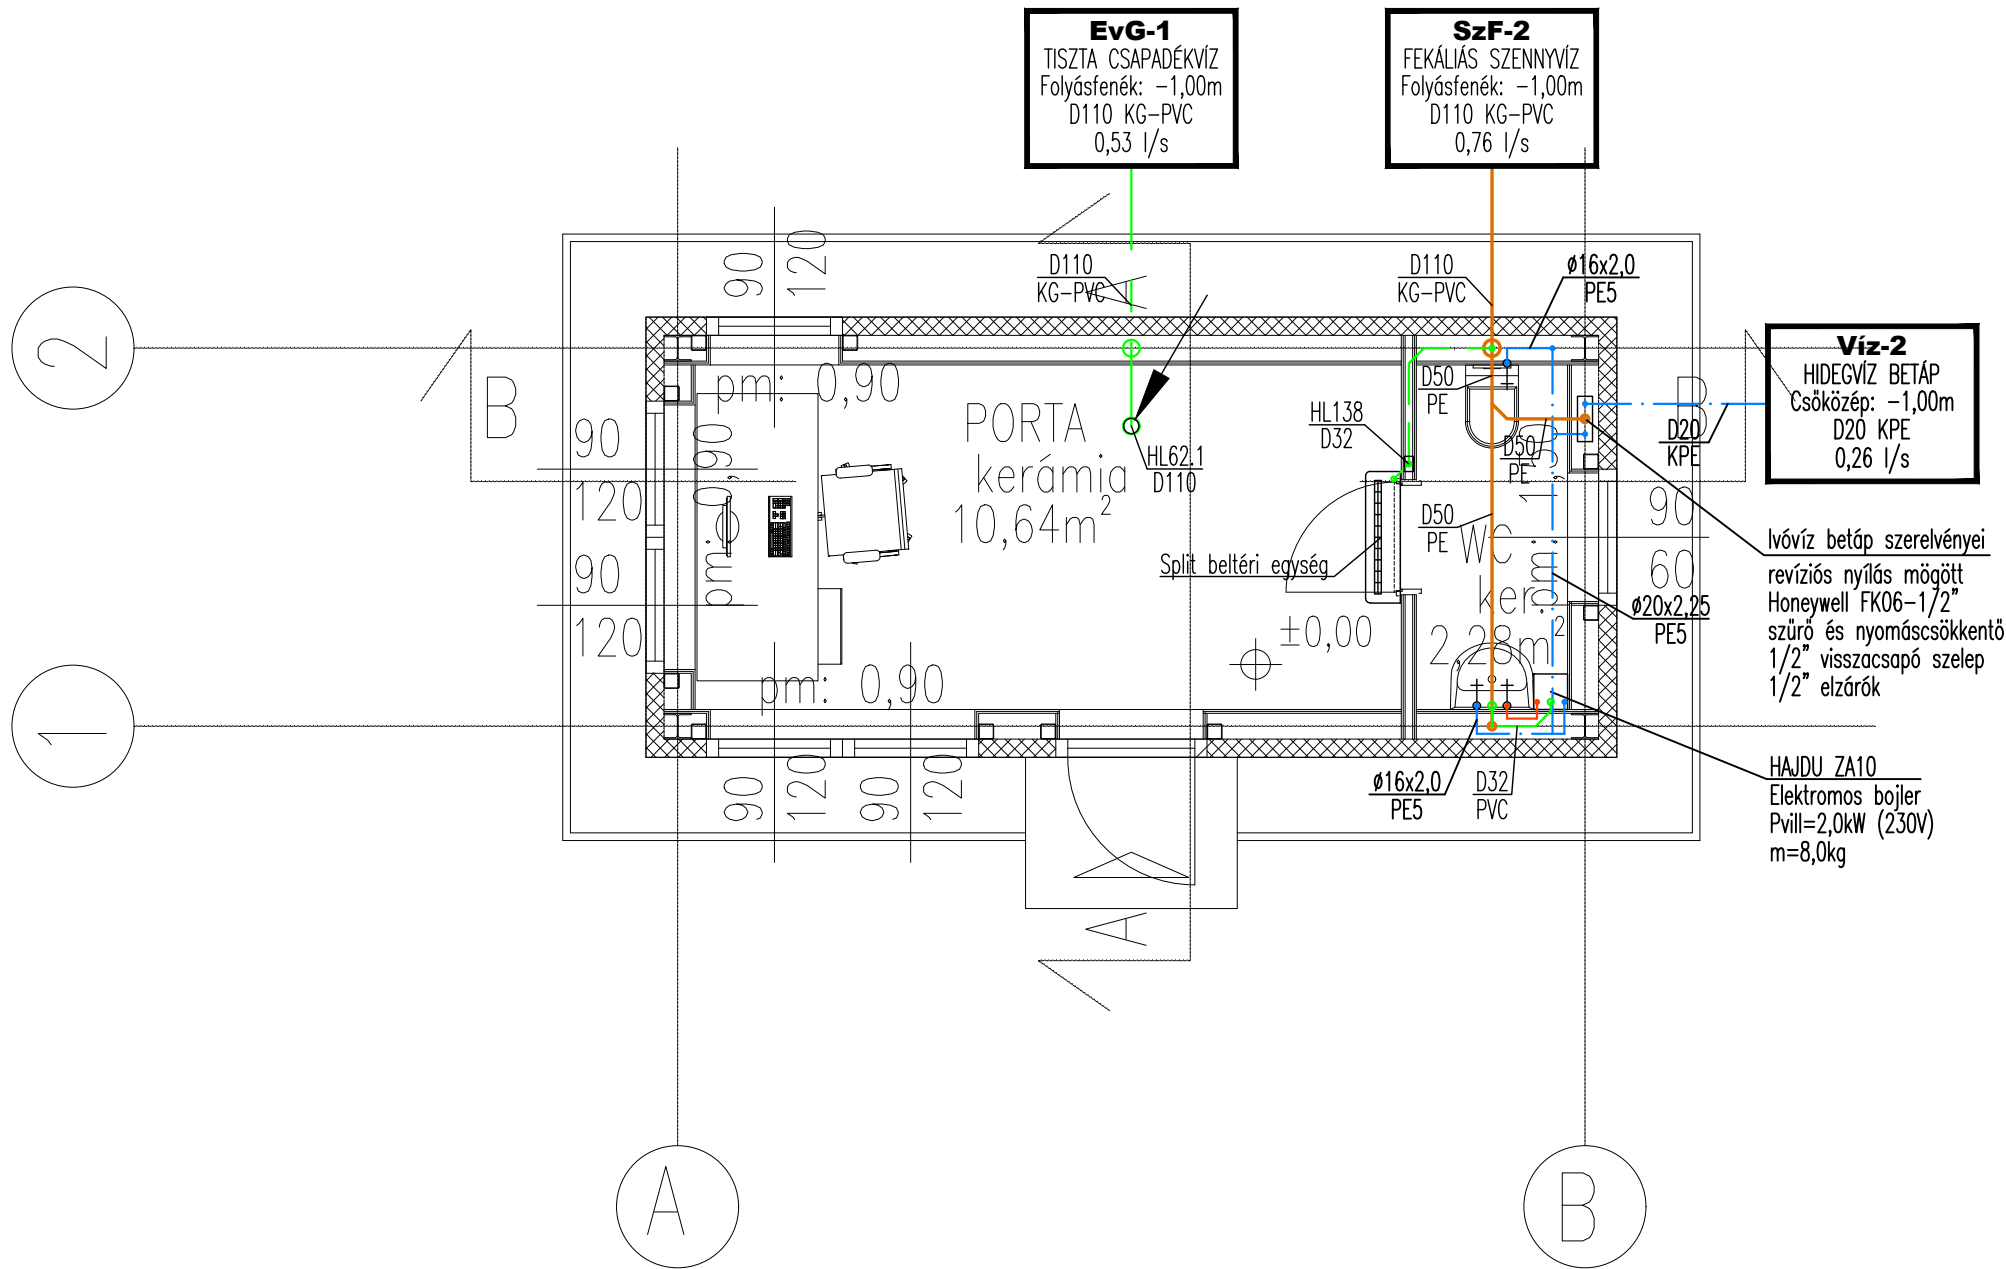 EvG-1
TISZTA CSAPADÉKVÍZ
Folyásfenék: -1,00m
D110 KG-PVC
0,53 l/s
SzF-2
FEKÁLIÁS SZENNYVÍZ
Folyásfenék: -1,00m
D110 KG-PVC
0,76 l/s
90
120
D110
KG-PVC
A
D110
KG-PVC
ø16x2,0
PE5
2
B
pm: 0,90
PORTA
kerámia
10,64m²
HL62.1
D110
HL138
D32
D50
PE
D50
PE
D50
PE
B
D20
KPE
Víz-2
HIDEGVÍZ BETÁP
Csőközép: -1,00m
D20 KPE
0,26 l/s
90
120
90
120
pm: 0,90
Split beltéri egység
WC
ker.
2,28m²
pm: 1,80
90
60
ø20x2,25
PE5
Ivóvíz betáp szerelvényei
revíziós nyílás mögött
Honeywell FK06-1/2"
szűrő és nyomáscsökkentő
1/2" visszacsapó szelep
1/2" elzárók
±0,00
pm: 0,90
1
90
120
90
120
ø16x2,0
PE5
D32
PVC
HAJDU ZA10
Elektromos bojler
Pvill=2,0kW (230V)
m=8,0kg
A
A
B